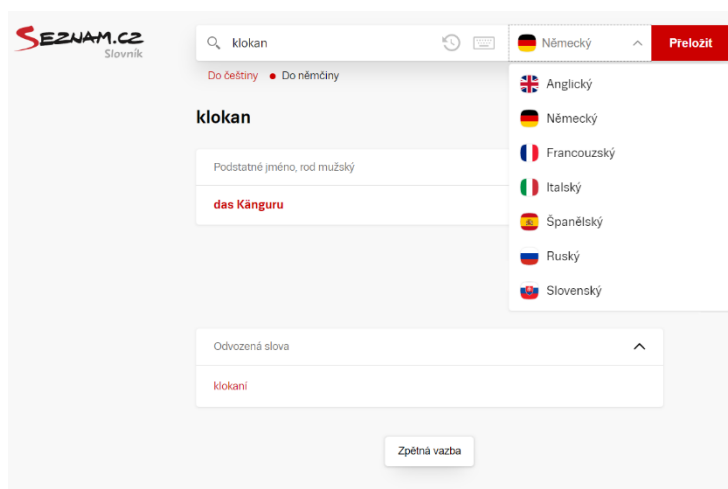 SEZNAM.CZ
Slovník
klokan
Německý
Přeložit
Do češtiny
Do němčiny
klokan
Podstatné jméno, rod mužský
das Känguru
Anglický
Německý
Francouzský
Italský
Španělský
Ruský
Slovenský
Odvozená slova
klokaní
Zpětná vazba